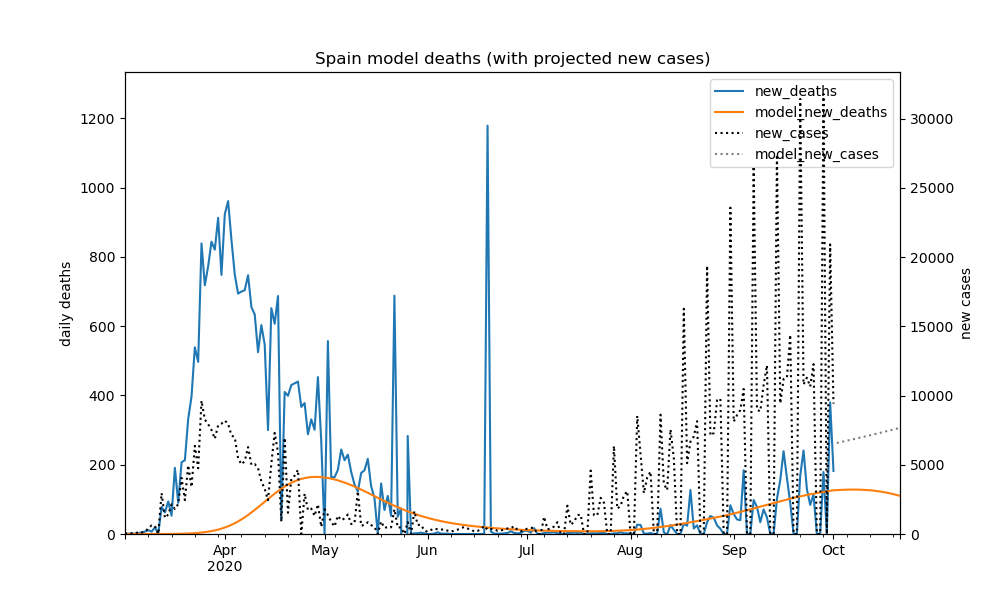 Spain model deaths (with projected new cases)
new_deaths
model_new_deaths
new_cases
model_new_cases
1200
1000
800
600
400
200
0
daily deaths
30000
25000
20000
15000
10000
5000
0
new cases
Apr
2020
May
Jun
Jul
Aug
Sep
Oct